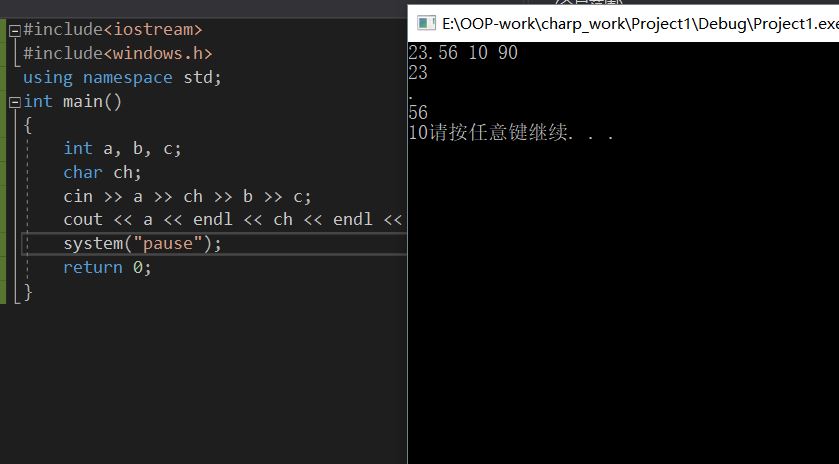 #include<iostream>
#include<windows.h>
using namespace std;
int main()
{
int a, b, c;
char ch;
cin >> a >> ch >> b >> c;
cout << a << endl << ch << endl <<
system("pause");
return 0;
}
E:\OOP-work\charp_work\Project1\Debug\Project1.exe
23.56 10 90
23
.
56
10请按任意键继续. . .